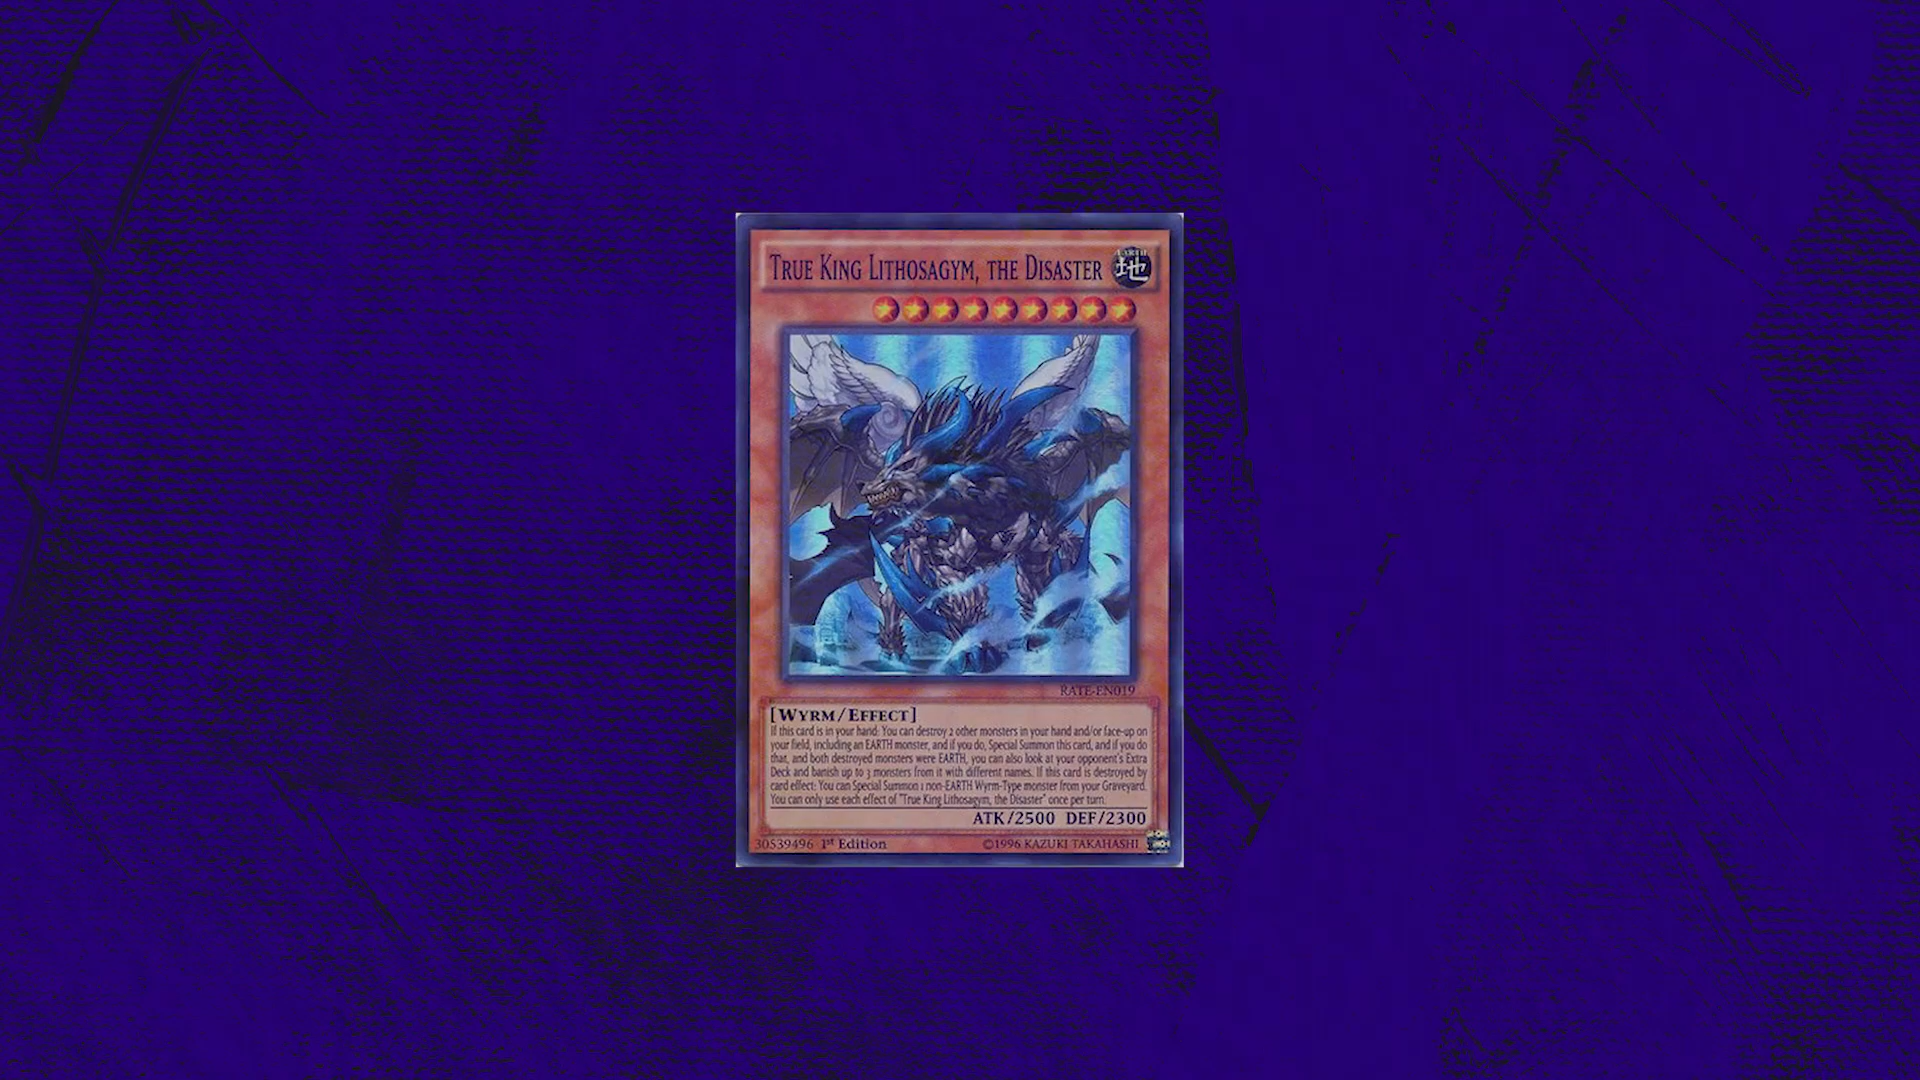 TRUE KING LITHOSAGYM, THE DISASTER
EARTH
地
RATE-EN019
[WYRM/EFFECT]
If this card is in your hand: You can destroy 2 other monsters in your hand and/or face-up on
your field, including an EARTH monster, and if you do, Special Summon this card, and if you do
that, and both destroyed monsters were EARTH, you can also look at your opponent's Extra
Deck and banish up to 3 monsters from it with different names. If this card is destroyed by
card effect: You can Special Summon 1 non-EARTH Wyrm-Type monster from your Graveyard.
You can only use each effect of "True King Lithosagym, the Disaster" once per turn.
ATK/2500 DEF/2300
30539496 1st Edition ©1996 KAZUKI TAKAHASHI